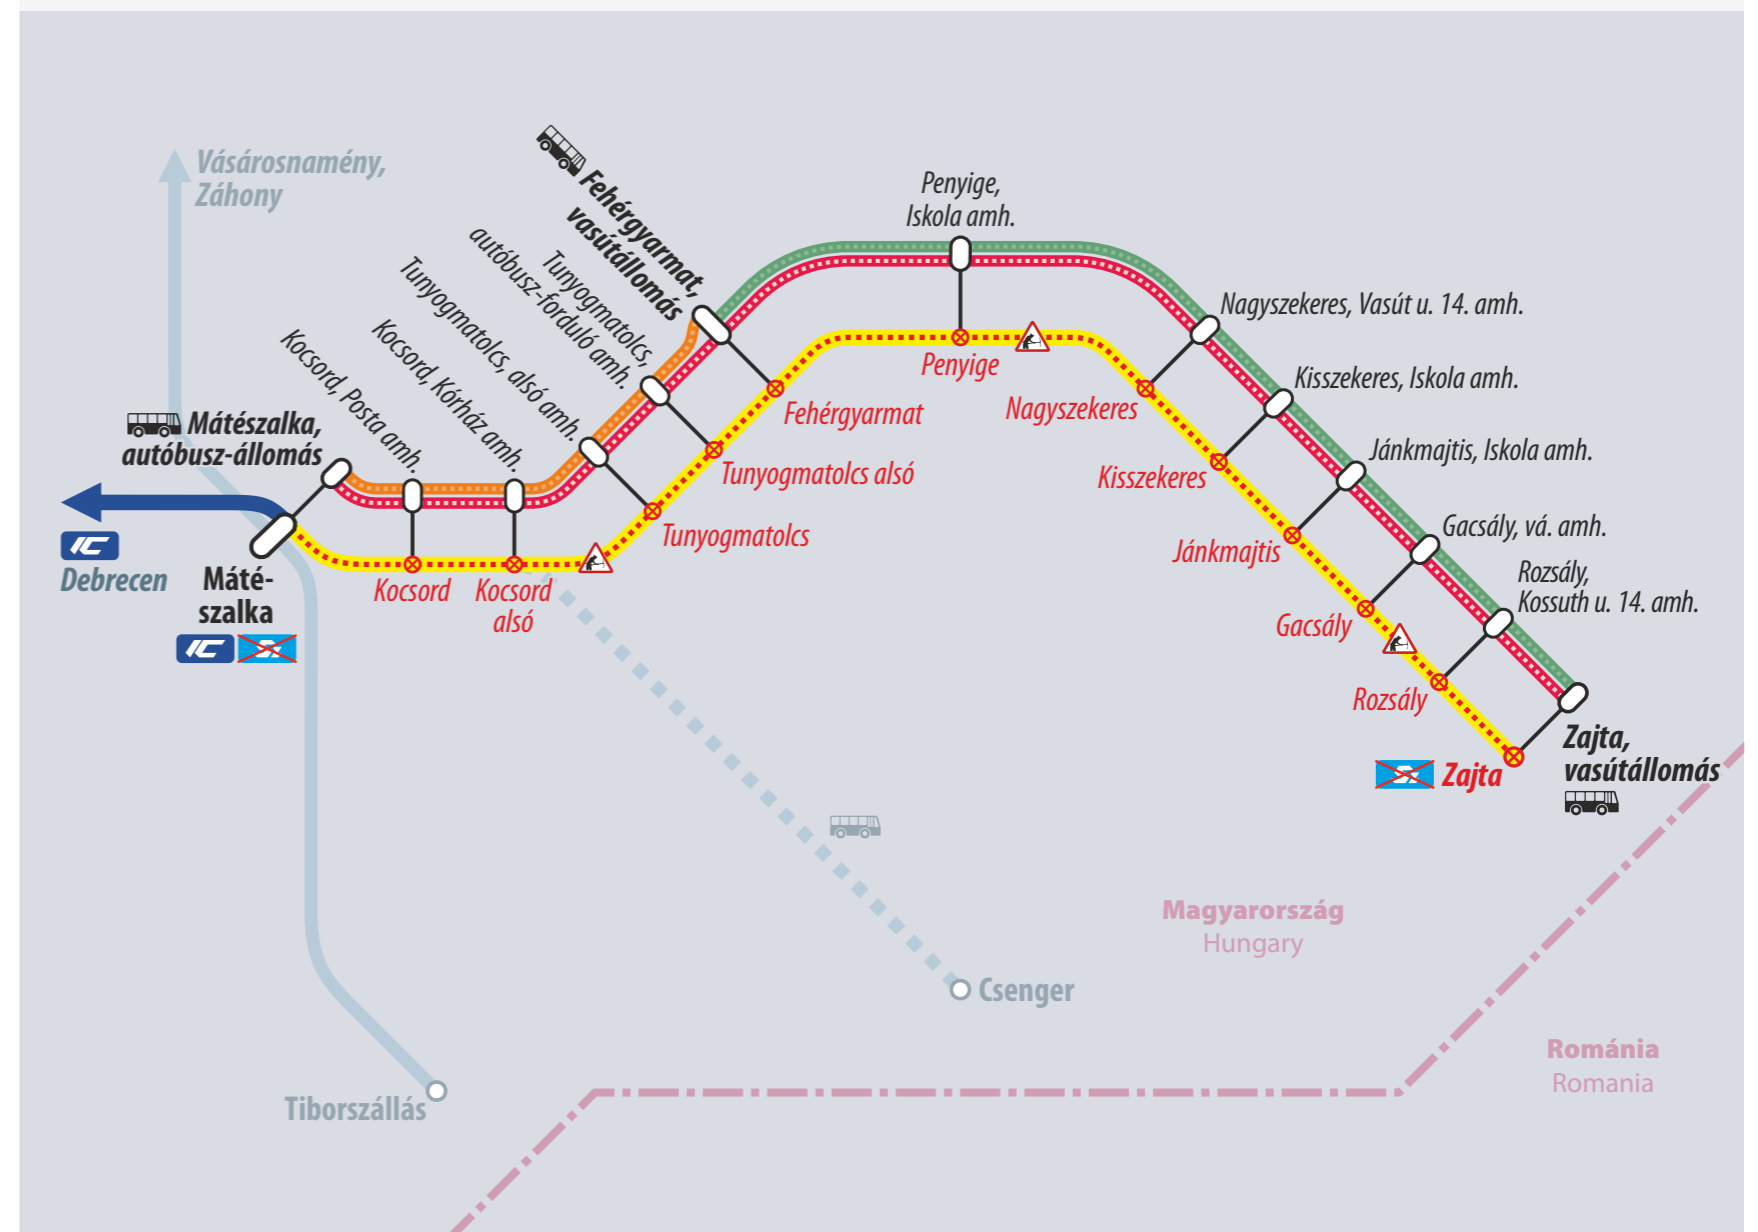 Vásárosnamény,
Záhony
Mátészalka,
autóbusz-állomás
Kocsord, Posta amh.
Kocsord, Kórház amh.
Tunyogmatolcs, alsó amh.
Tunyogmatolcs,
autóbusz-forduló amh.
Fehérgyarmat,
vasútállomás
Penyige,
Iskola amh.
Nagyszekeres, Vasút u. 14. amh.
Kisszekeres, Iskola amh.
Jánkmajtis, Iskola amh.
Gacsály, vá. amh.
Rozsály,
Kossuth u. 14. amh.
Zajta,
vasútállomás
IC
Debrecen
Máté-
szalka
IC
Kocsord
Kocsord
alsó
Tunyogmatolcs
Tunyogmatolcs alsó
Fehérgyarmat
Penyige
Nagyszekeres
Kisszekeres
Jánkmajtis
Gacsály
Rozsály
Zajta
Csenger
Tiborszállás
Magyarország
Hungary
Románia
Romania